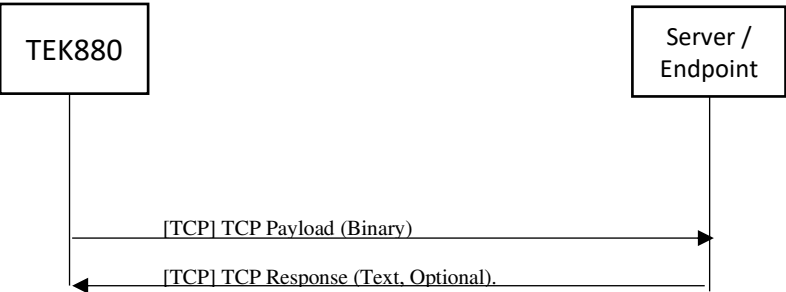 TEK880
Server /
Endpoint
[TCP] TCP Payload (Binary)
[TCP] TCP Response (Text, Optional).